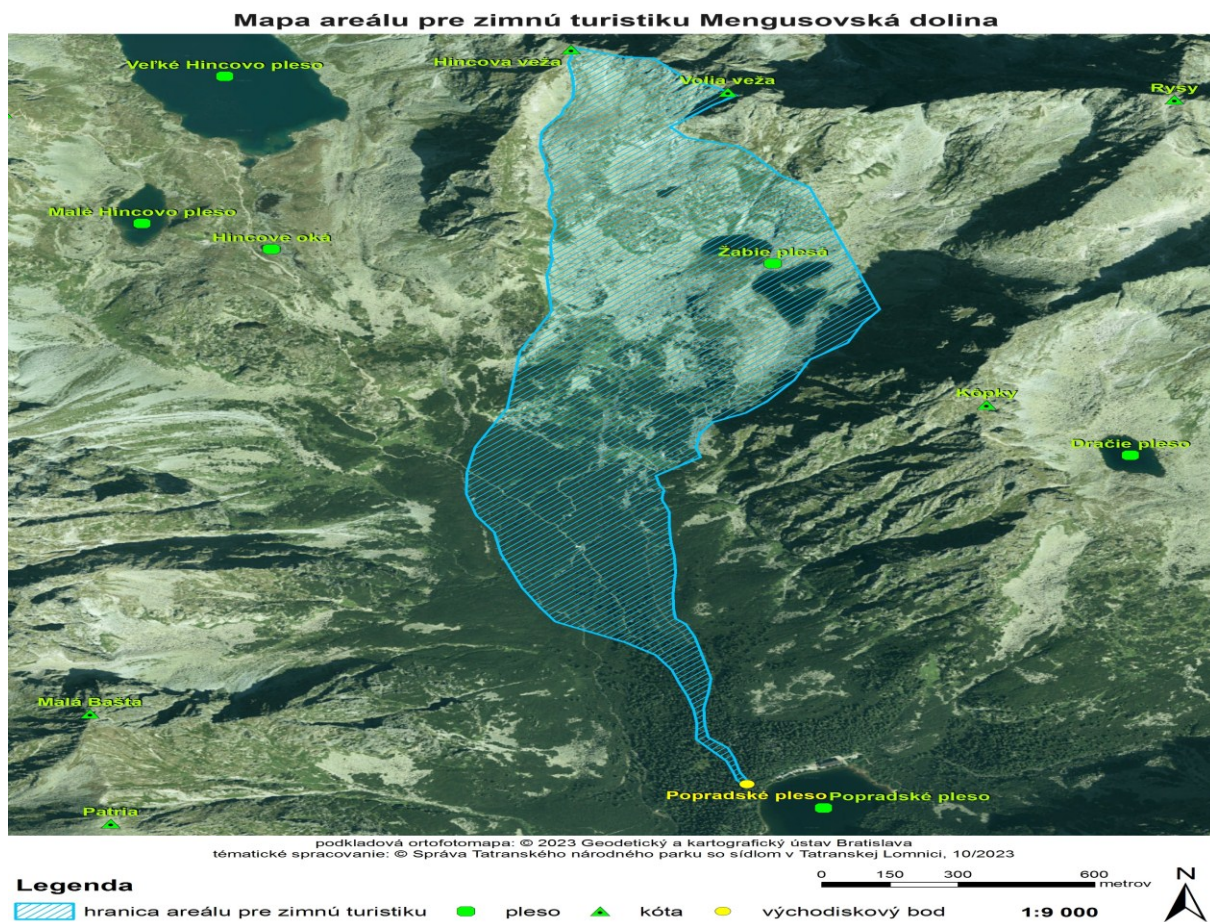 Mapa areálu pre zimnú turistiku Mengusovská dolina
Hincova veža
Veľké Hincovo pleso
Volia veža
Rysy
Malé Hincovo pleso
Hincove oká
Žabie plesá
Kôpky
Dračie pleso
Malá Bašta
Popradské pleso
Popradské pleso
Patria
podkladová ortofotomapa: © 2023 Geodetický a kartografický ústav Bratislava
tématické spracovanie: © Správa Tatranského národného parku so sídlom v Tatranskej Lomnici, 10/2023
Legenda
0 150 300 600
metrov
N
hranica areálu pre zimnú turistiku pleso kóta východiskový bod 1:9 000